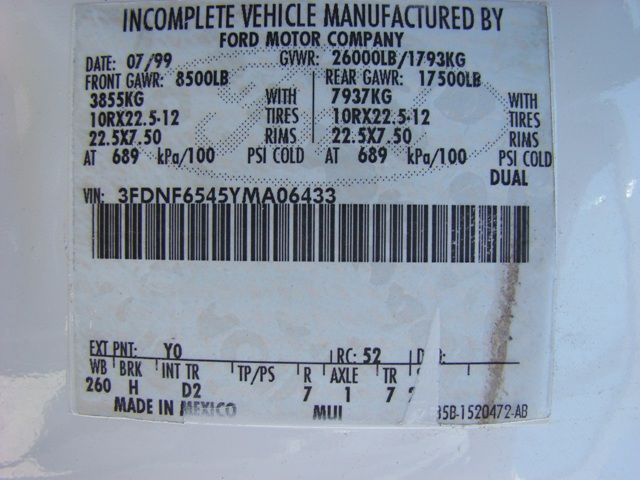 INCOMPLETE VEHICLE MANUFACTURED BY
FORD MOTOR COMPANY
DATE: 07/99 GVWR: 26000LB/1793KG
FRONT GAWR: 8500LB REAR GAWR: 17500LB
3855KG WITH 7937KG WITH
10RX22.5-12 TIRES 10RX22.5-12 TIRES
22.5X7.50 RIMS 22.5X7.50 RIMS
AT 689 kPa/100 PSI COLD AT 689 kPa/100 PSI COLD
DUAL
VIN: 3FDNF6545YMA06433
EXT PNT: YO RC: 52
WB BRK INT TR TP/PS R AXLE TR
260 H D2 7 1 7
MADE IN MEXICO MUI 35B-1520472-AB